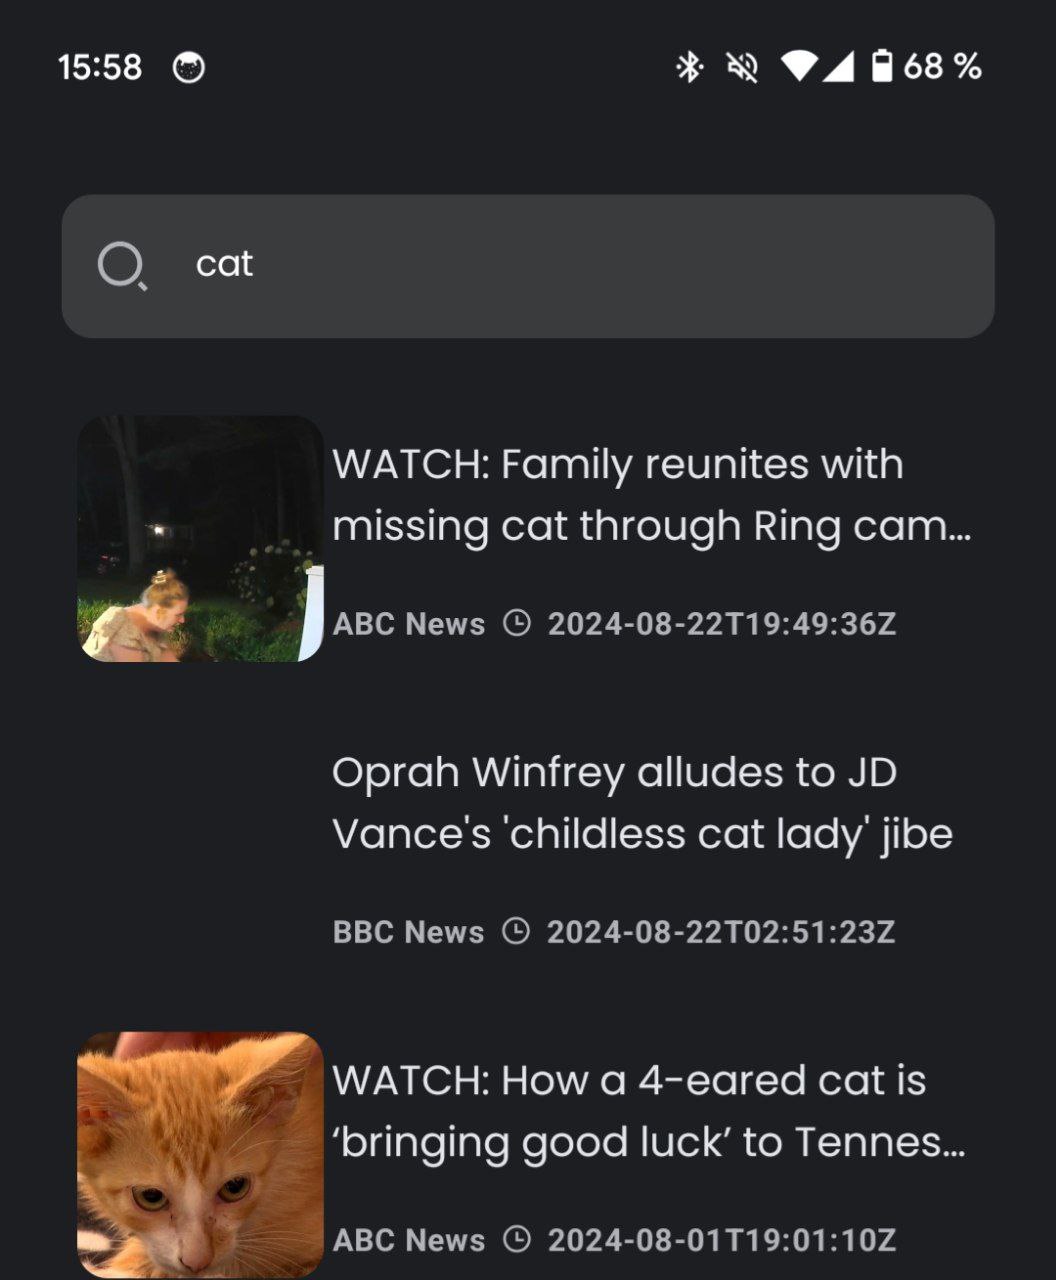 15:58
68 %
cat
WATCH: Family reunites with
missing cat through Ring cam...
ABC News 2024-08-22T19:49:36Z
Oprah Winfrey alludes to JD
Vance's 'childless cat lady' jibe
BBC News 2024-08-22T02:51:23Z
WATCH: How a 4-eared cat is
‘bringing good luck’ to Tennes...
ABC News 2024-08-01T19:01:10Z